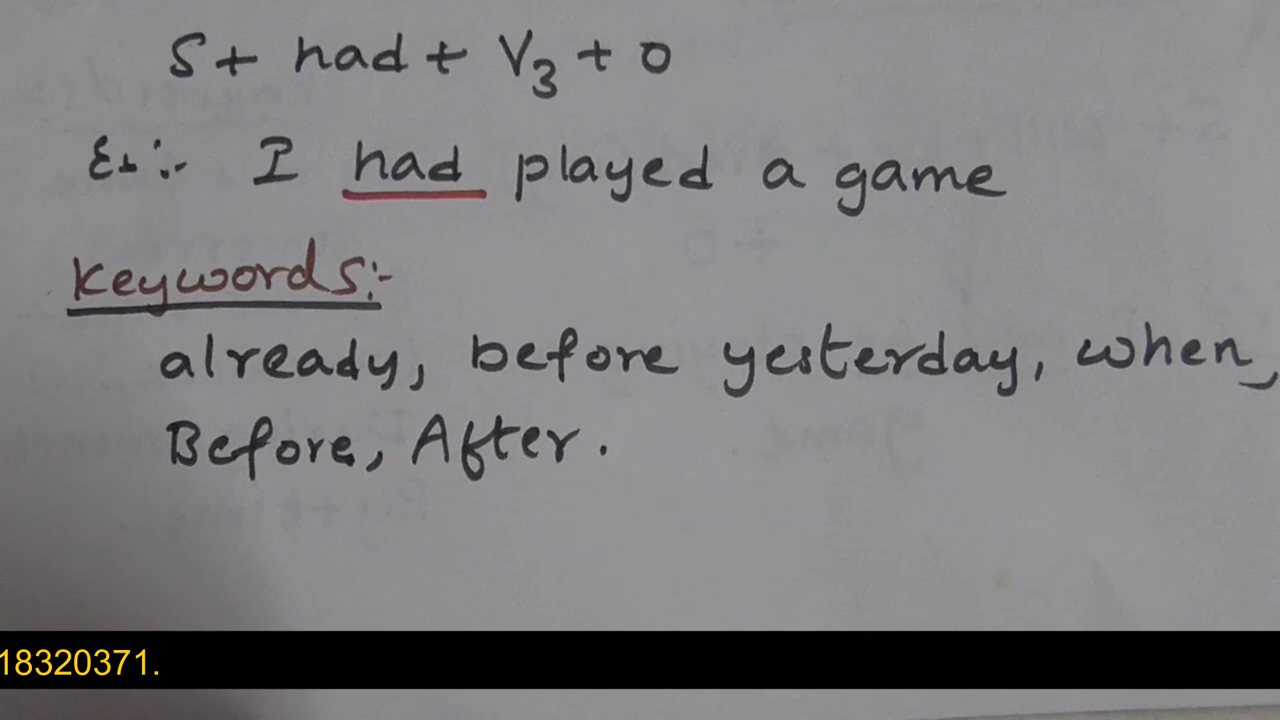 S + had + V3 + O
Ex:- I had played a game
Keywords:-
already, before yesterday, when,
Before, After.
18320371.